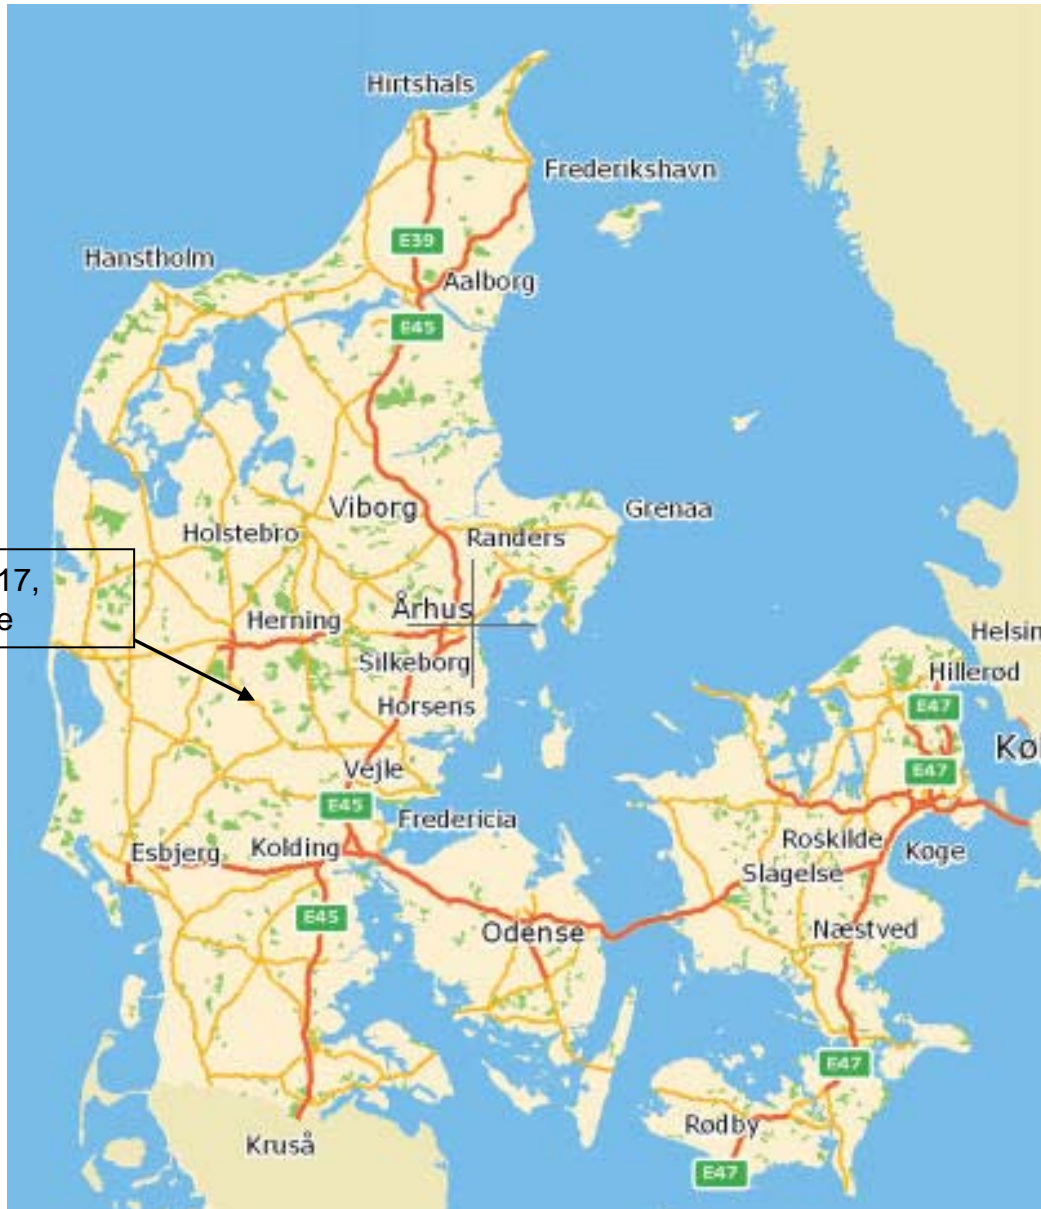 Hirtshals
Frederikshavn
E39
Hanstholm
Aalborg
E45
Viborg
Grenaa
Holstebro
Randers
17,
e
Århus
Herning
Helsin
Silkeborg
Hillerød
Horsens
E47
Kø
Vejle
E47
E45
Fredericia
Roskilde
Esbjerg
Kolding
Køge
Slagelse
E45
Odense
Næstved
E47
Rødby
Kruså
E47